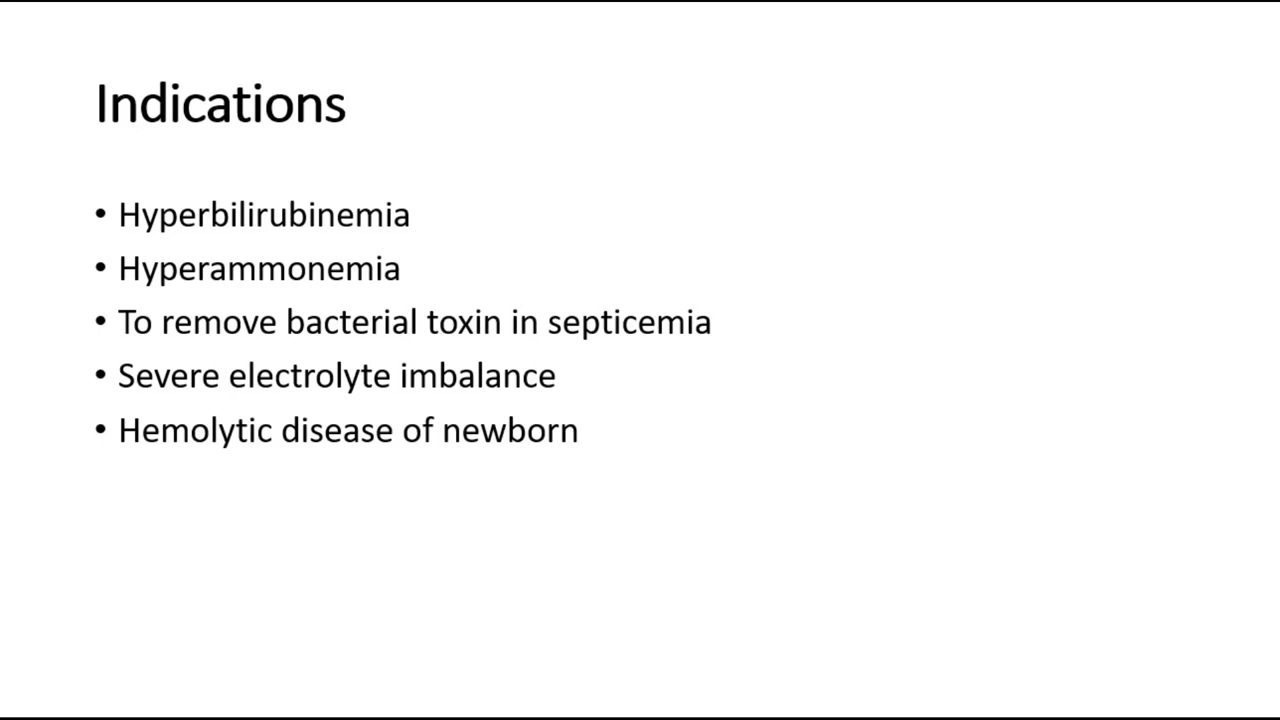 Indications
• Hyperbilirubinemia
• Hyperammonemia
• To remove bacterial toxin in septicemia
• Severe electrolyte imbalance
• Hemolytic disease of newborn